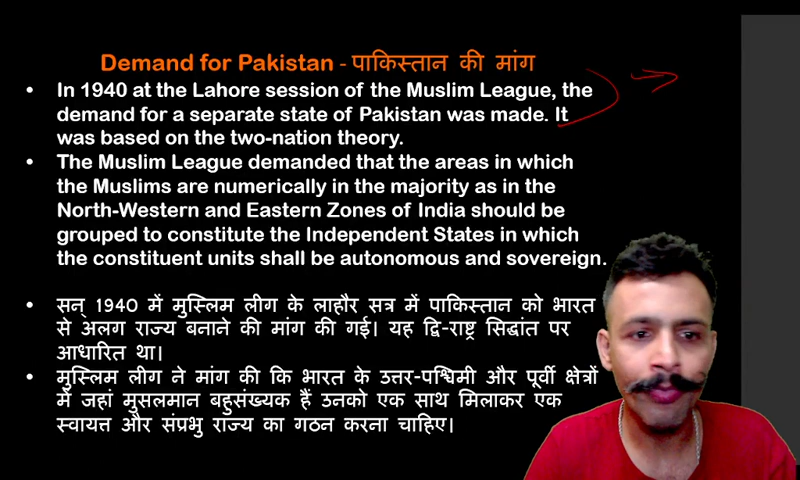 Demand for Pakistan - पाकिस्तान की मांग
• In 1940 at the Lahore session of the Muslim League, the
demand for a separate state of Pakistan was made. It
was based on the two-nation theory.
• The Muslim League demanded that the areas in which
the Muslims are numerically in the majority as in the
North-Western and Eastern Zones of India should be
grouped to constitute the Independent States in which
the constituent units shall be autonomous and sovereign.
• सन् 1940 में मुस्लिम लीग के लाहौर सत्र में पाकिस्तान को भारत
से अलग राज्य बनाने की मांग की गई। यह द्वि-राष्ट्र सिद्धांत पर
आधारित था।
• मुस्लिम लीग ने मांग की कि भारत के उत्तर-पश्चिमी और पूर्वी क्षेत्रों
में जहां मुसलमान बहुसंख्यक हैं उनको एक साथ मिलाकर एक
स्वायत्त और संप्रभु राज्य का गठन करना चाहिए।